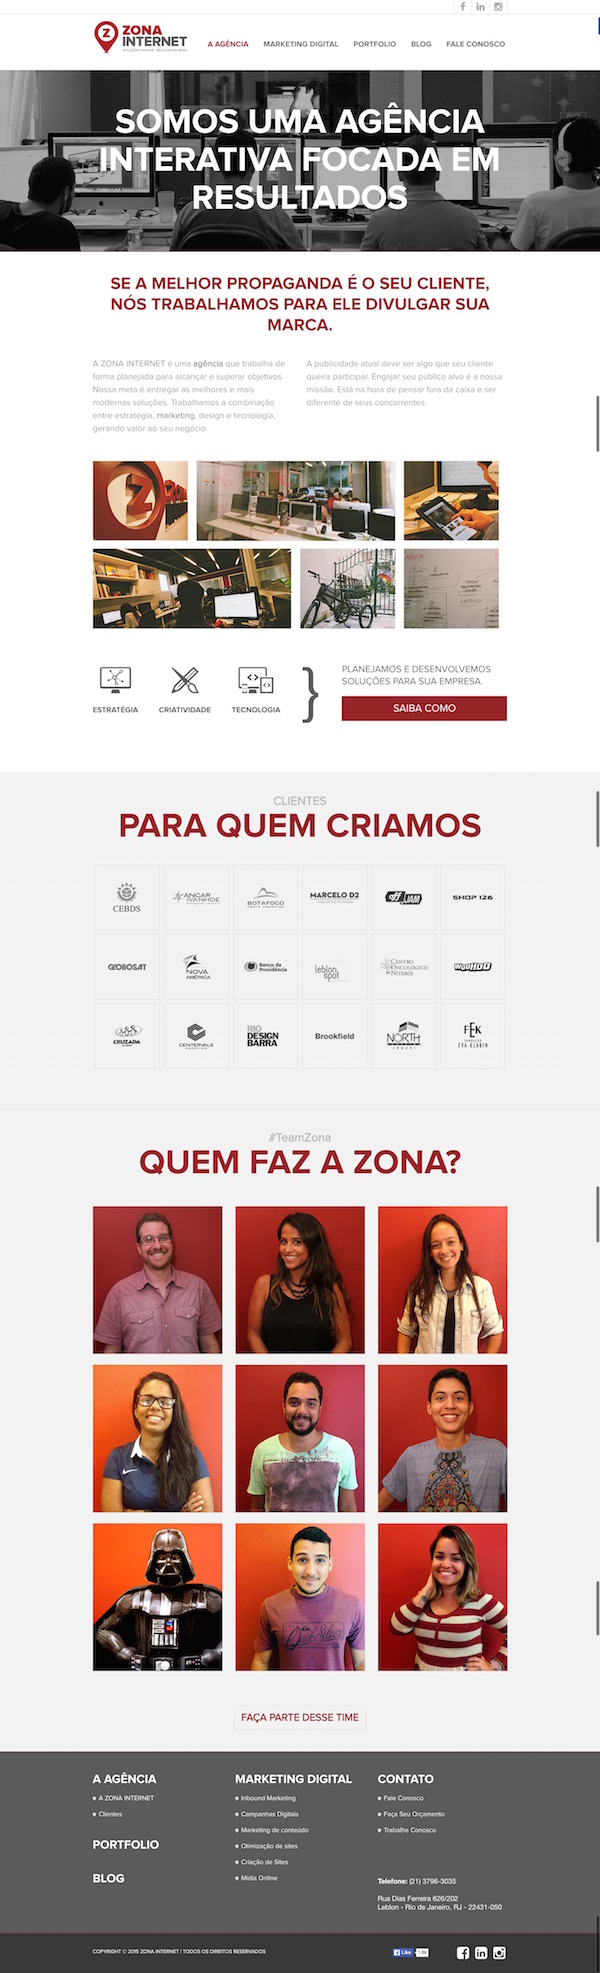 ZONA
INTERNET
A AGÊNCIA MARKETING DIGITAL PORTFOLIO BLOG FALE CONOSCO
SOMOS UMA AGÊNCIA
INTERATIVA FOCADA EM
RESULTADOS
SE A MELHOR PROPAGANDA É O SEU CLIENTE,
NÓS TRABALHAMOS PARA ELE DIVULGAR SUA
MARCA.
A ZONA INTERNET é uma agência que trabalha de
forma planejada para alcançar e superar objetivos.
Nossa meta é entregar as melhores e mais
modernas soluções. Trabalhamos a combinação
entre estratégia, marketing, design e tecnologia,
gerando valor ao seu negócio.
A publicidade atual deve ser algo que seu cliente
queira participar. Engajar seu público alvo é a nossa
missão. Está na hora de pensar fora da caixa e ser
diferente de seus concorrentes.
ESTRATÉGIA CRIATIVIDADE TECNOLOGIA
PLANEJAMOS E DESENVOLVEMOS
SOLUÇÕES PARA SUA EMPRESA.
SAIBA COMO
CLIENTES
PARA QUEM CRIAMOS
CEBDS
ANCAR
IVANHOE
BOTAFOGO
MARCELO D2
JAM
SHOP 126
GLOBOSAT
NOVA
AMÉRICA
Banco da
Providência
leblon
spot
CENTRO
ONCOLÓGICO
NITERÓI
WOOHOO
CRUZADA
CENTERVALE
RIO
DESIGN
BARRA
Brookfield
NORTH
FEK
EVA KLABIN
#TeamZona
QUEM FAZ A ZONA?
FAÇA PARTE DESSE TIME
A AGÊNCIA
A ZONA INTERNET
Clientes
PORTFOLIO
BLOG
MARKETING DIGITAL
Inbound Marketing
Campanhas Digitais
Marketing de conteúdo
Otimização de sites
Criação de Sites
Mídia Online
CONTATO
Fale Conosco
Faça Seu Orçamento
Trabalhe Conosco
Telefone: (21) 3796-3035
Rua Dias Ferreira 626/202
Leblon - Rio de Janeiro, RJ - 22431-050
COPYRIGHT © 2015 ZONA INTERNET | TODOS OS DIREITOS RESERVADOS
Like